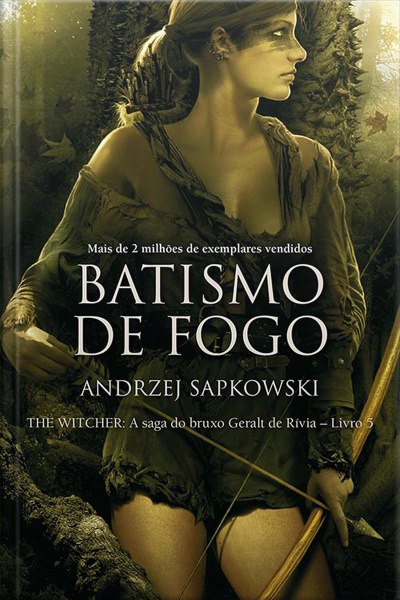 Mais de 2 milhões de exemplares vendidos
BATISMO
DE FOGO
ANDRZEJ SAPKOWSKI
THE WITCHER: A saga do bruxo Geralt de Rívia – Livro 5